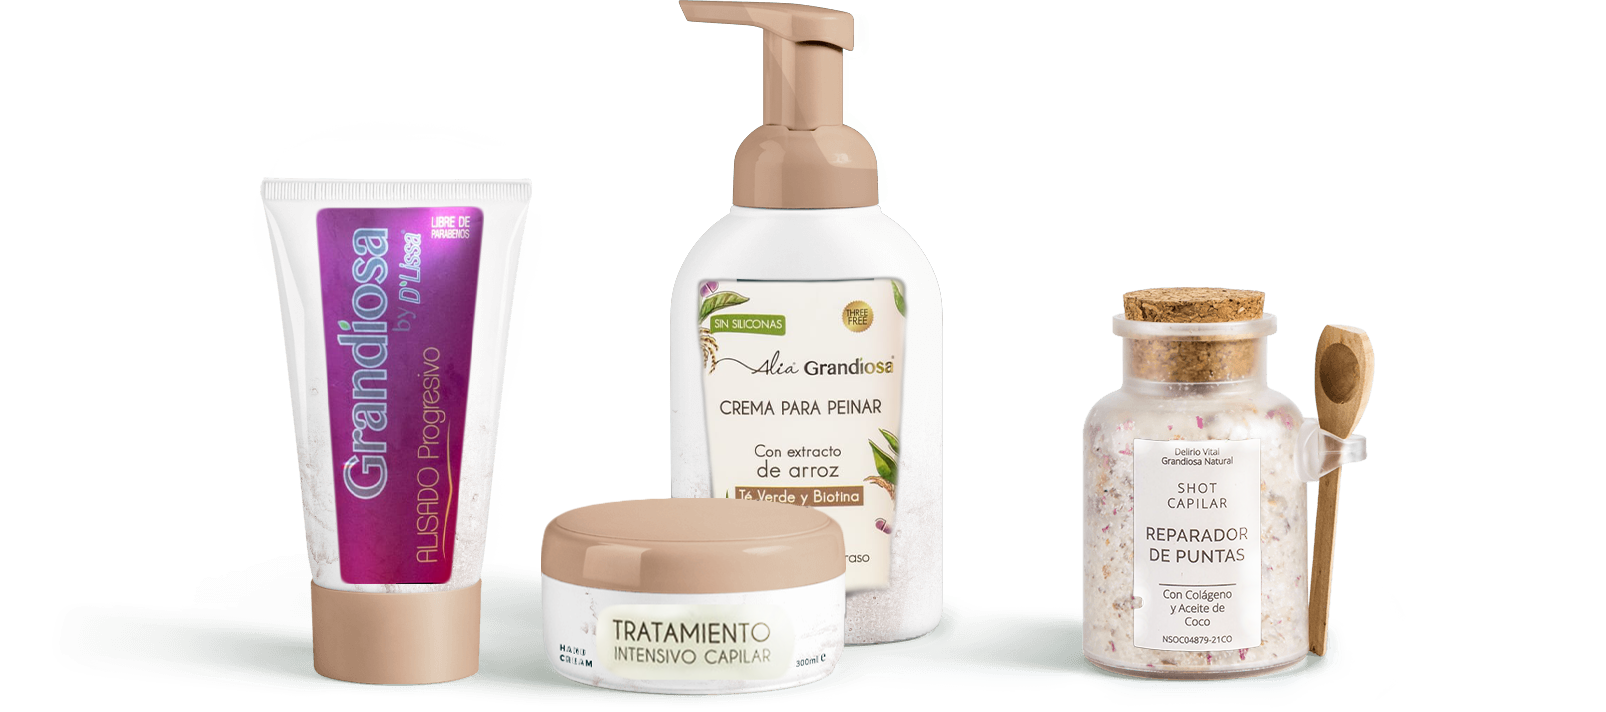 LIBRE DE
PARABENOS
Grandiosa
by D'Lissa
ALISADO Progresivo
SIN SILICONAS
THREE
FREE
Alia Grandiosa
CREMA PARA PEINAR
Con extracto
de arroz
Té Verde y Biotina
raso
HAND
CREAM
TRATAMIENTO
INTENSIVO CAPILAR
300ml e
Delirio Vital
Grandiosa Natural
SHOT
CAPILAR
REPARADOR
DE PUNTAS
Con Colágeno
y Aceite de
Coco
NSOC04879-21CO